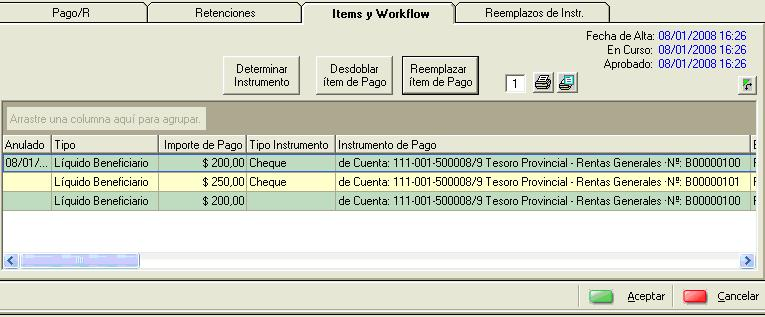 Pago/R Retenciones Items y Workflow Reemplazos de Instr.
Fecha de Alta: 08/01/2008 16:26
En Curso: 08/01/2008 16:26
Aprobado: 08/01/2008 16:26
Determinar Instrumento
Desdoblar ítem de Pago
Reemplazar ítem de Pago
1
Arrastre una columna aquí para agrupar.
Anulado Tipo Importe de Pago Tipo Instrumento Instrumento de Pago
08/01/... Líquido Beneficiario $ 200,00 Cheque de Cuenta: 111-001-500008/9 Tesoro Provincial - Rentas Generales -Nº: B00000100
Líquido Beneficiario $ 250,00 Cheque de Cuenta: 111-001-500008/9 Tesoro Provincial - Rentas Generales -Nº: B00000101
Líquido Beneficiario $ 200,00 de Cuenta: 111-001-500008/9 Tesoro Provincial - Rentas Generales -Nº: B00000100
Aceptar Cancelar